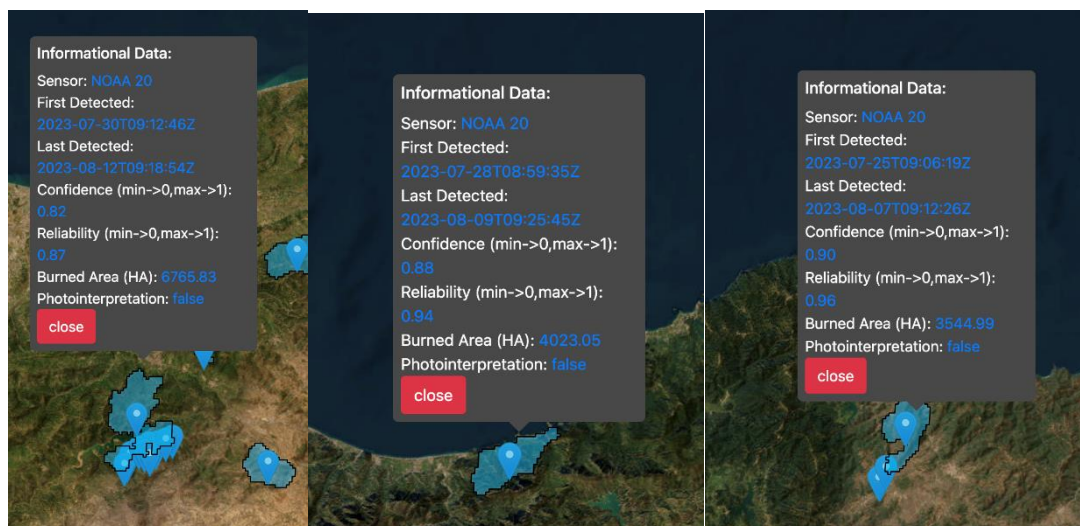 Informational Data:
Sensor: NOAA 20
First Detected:
2023-07-30T09:12:46Z
Last Detected:
2023-08-12T09:18:54Z
Confidence (min->0,max->1):
0.82
Reliability (min->0,max->1):
0.87
Burned Area (HA): 6765.83
Photointerpretation: false
close
Informational Data:
Sensor: NOAA 20
First Detected:
2023-07-28T08:59:35Z
Last Detected:
2023-08-09T09:25:45Z
Confidence (min->0,max->1):
0.88
Reliability (min->0,max->1):
0.94
Burned Area (HA): 4023.05
Photointerpretation: false
close
Informational Data:
Sensor: NOAA 20
First Detected:
2023-07-25T09:06:19Z
Last Detected:
2023-08-07T09:12:26Z
Confidence (min->0,max->1):
0.90
Reliability (min->0,max->1):
0.96
Burned Area (HA): 3544.99
Photointerpretation: false
close